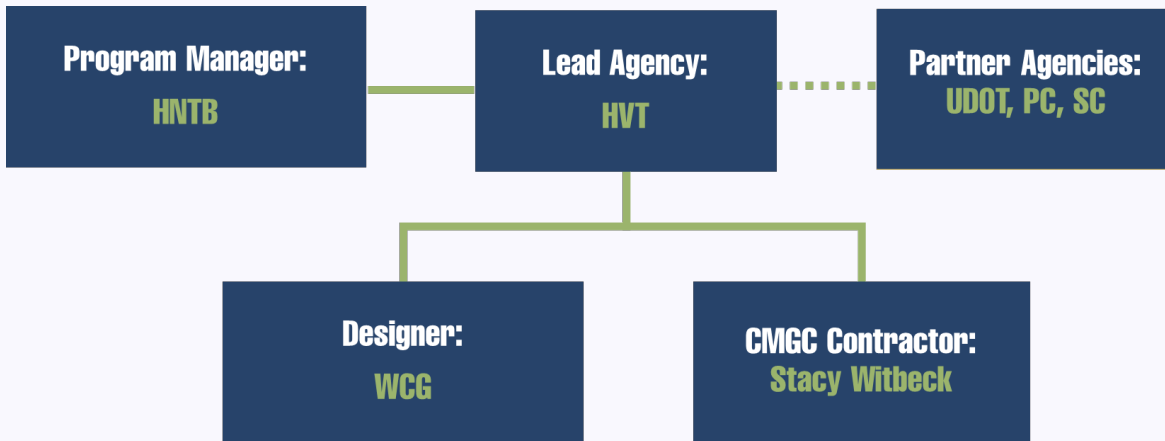 Program Manager:
HNTB
Lead Agency:
HVT
Partner Agencies:
UDOT, PC, SC
Designer:
WCG
CMGC Contractor:
Stacy Witbeck